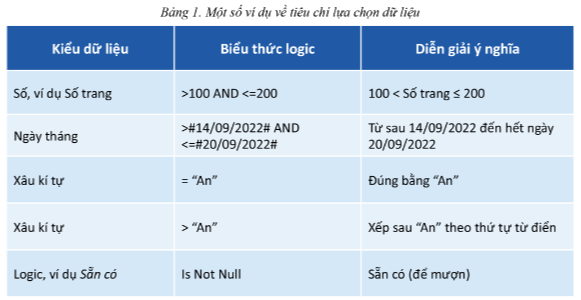 Bảng 1. Một số ví dụ về tiêu chí lựa chọn dữ liệu
Kiểu dữ liệu Biểu thức logic Diễn giải ý nghĩa
Số, ví dụ Số trang >100 AND <=200 100 < Số trang ≤ 200
Ngày tháng >#14/09/2022# AND <=#20/09/2022# Từ sau 14/09/2022 đến hết ngày 20/09/2022
Xâu kí tự = “An” Đúng bằng “An”
Xâu kí tự > “An” Xếp sau “An” theo thứ tự từ điển
Logic, ví dụ Sẵn có Is Not Null Sẵn có (để mượn)